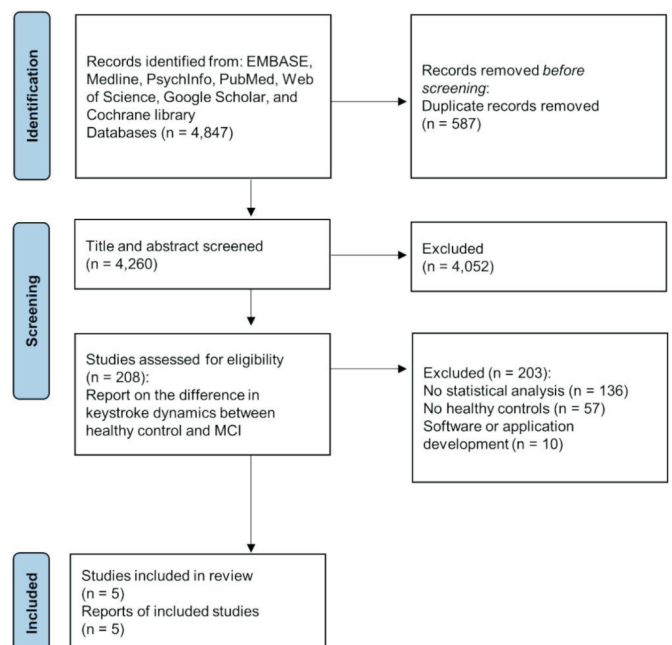 Identification
Records identified from: EMBASE,
Medline, PsychInfo, PubMed, Web
of Science, Google Scholar, and
Cochrane library
Databases (n = 4,847)
Records removed before
screening:
Duplicate records removed
(n = 587)
Screening
Title and abstract screened
(n = 4,260)
Excluded
(n = 4,052)
Studies assessed for eligibility
(n = 208):
Report on the difference in
keystroke dynamics between
healthy control and MCI
Excluded (n = 203):
No statistical analysis (n = 136)
No healthy controls (n = 57)
Software or application
development (n = 10)
Included
Studies included in review
(n = 5)
Reports of included studies
(n = 5)